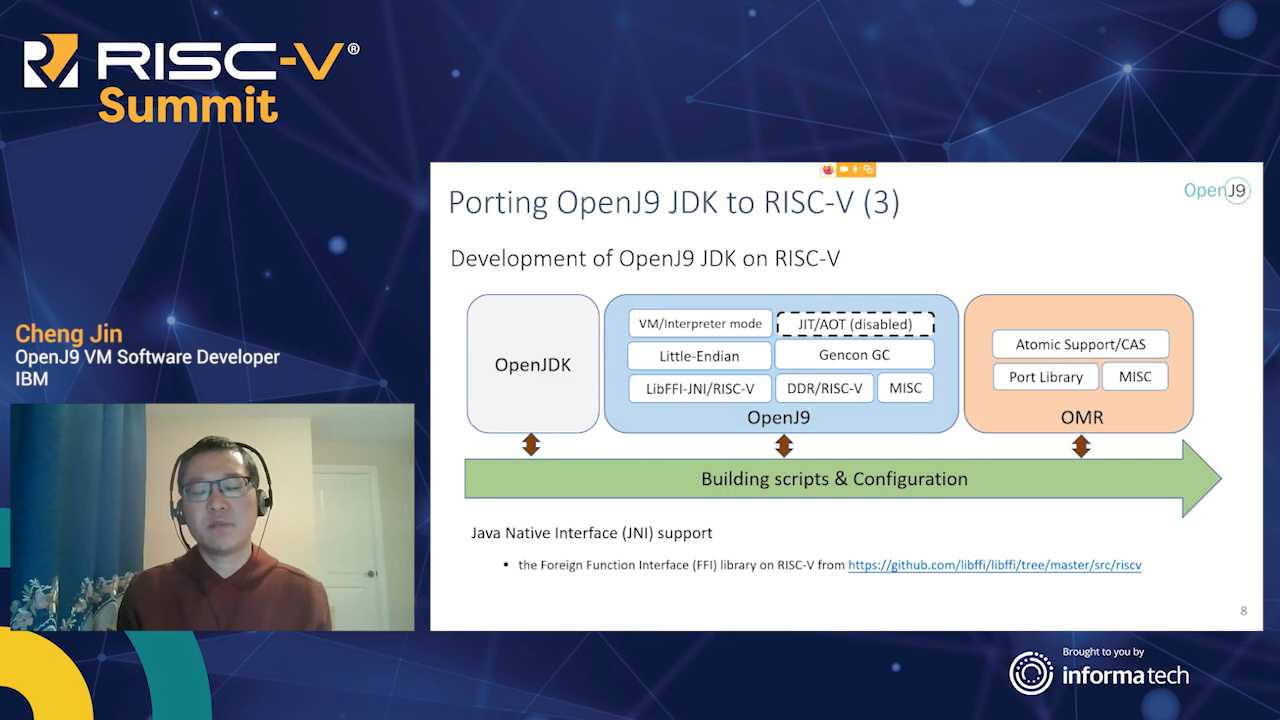 RISC-V®
Summit
Cheng Jin
OpenJ9 VM Software Developer
IBM
Porting OpenJ9 JDK to RISC-V (3)
OpenJ9
Development of OpenJ9 JDK on RISC-V
OpenJDK
VM/Interpreter mode
JIT/AOT (disabled)
Little-Endian
Gencon GC
LibFFI-JNI/RISC-V
DDR/RISC-V
MISC
OpenJ9
Atomic Support/CAS
Port Library
MISC
OMR
Building scripts & Configuration
Java Native Interface (JNI) support
▪ the Foreign Function Interface (FFI) library on RISC-V from https://github.com/libffi/libffi/tree/master/src/riscv
8
Brought to you by
informa tech